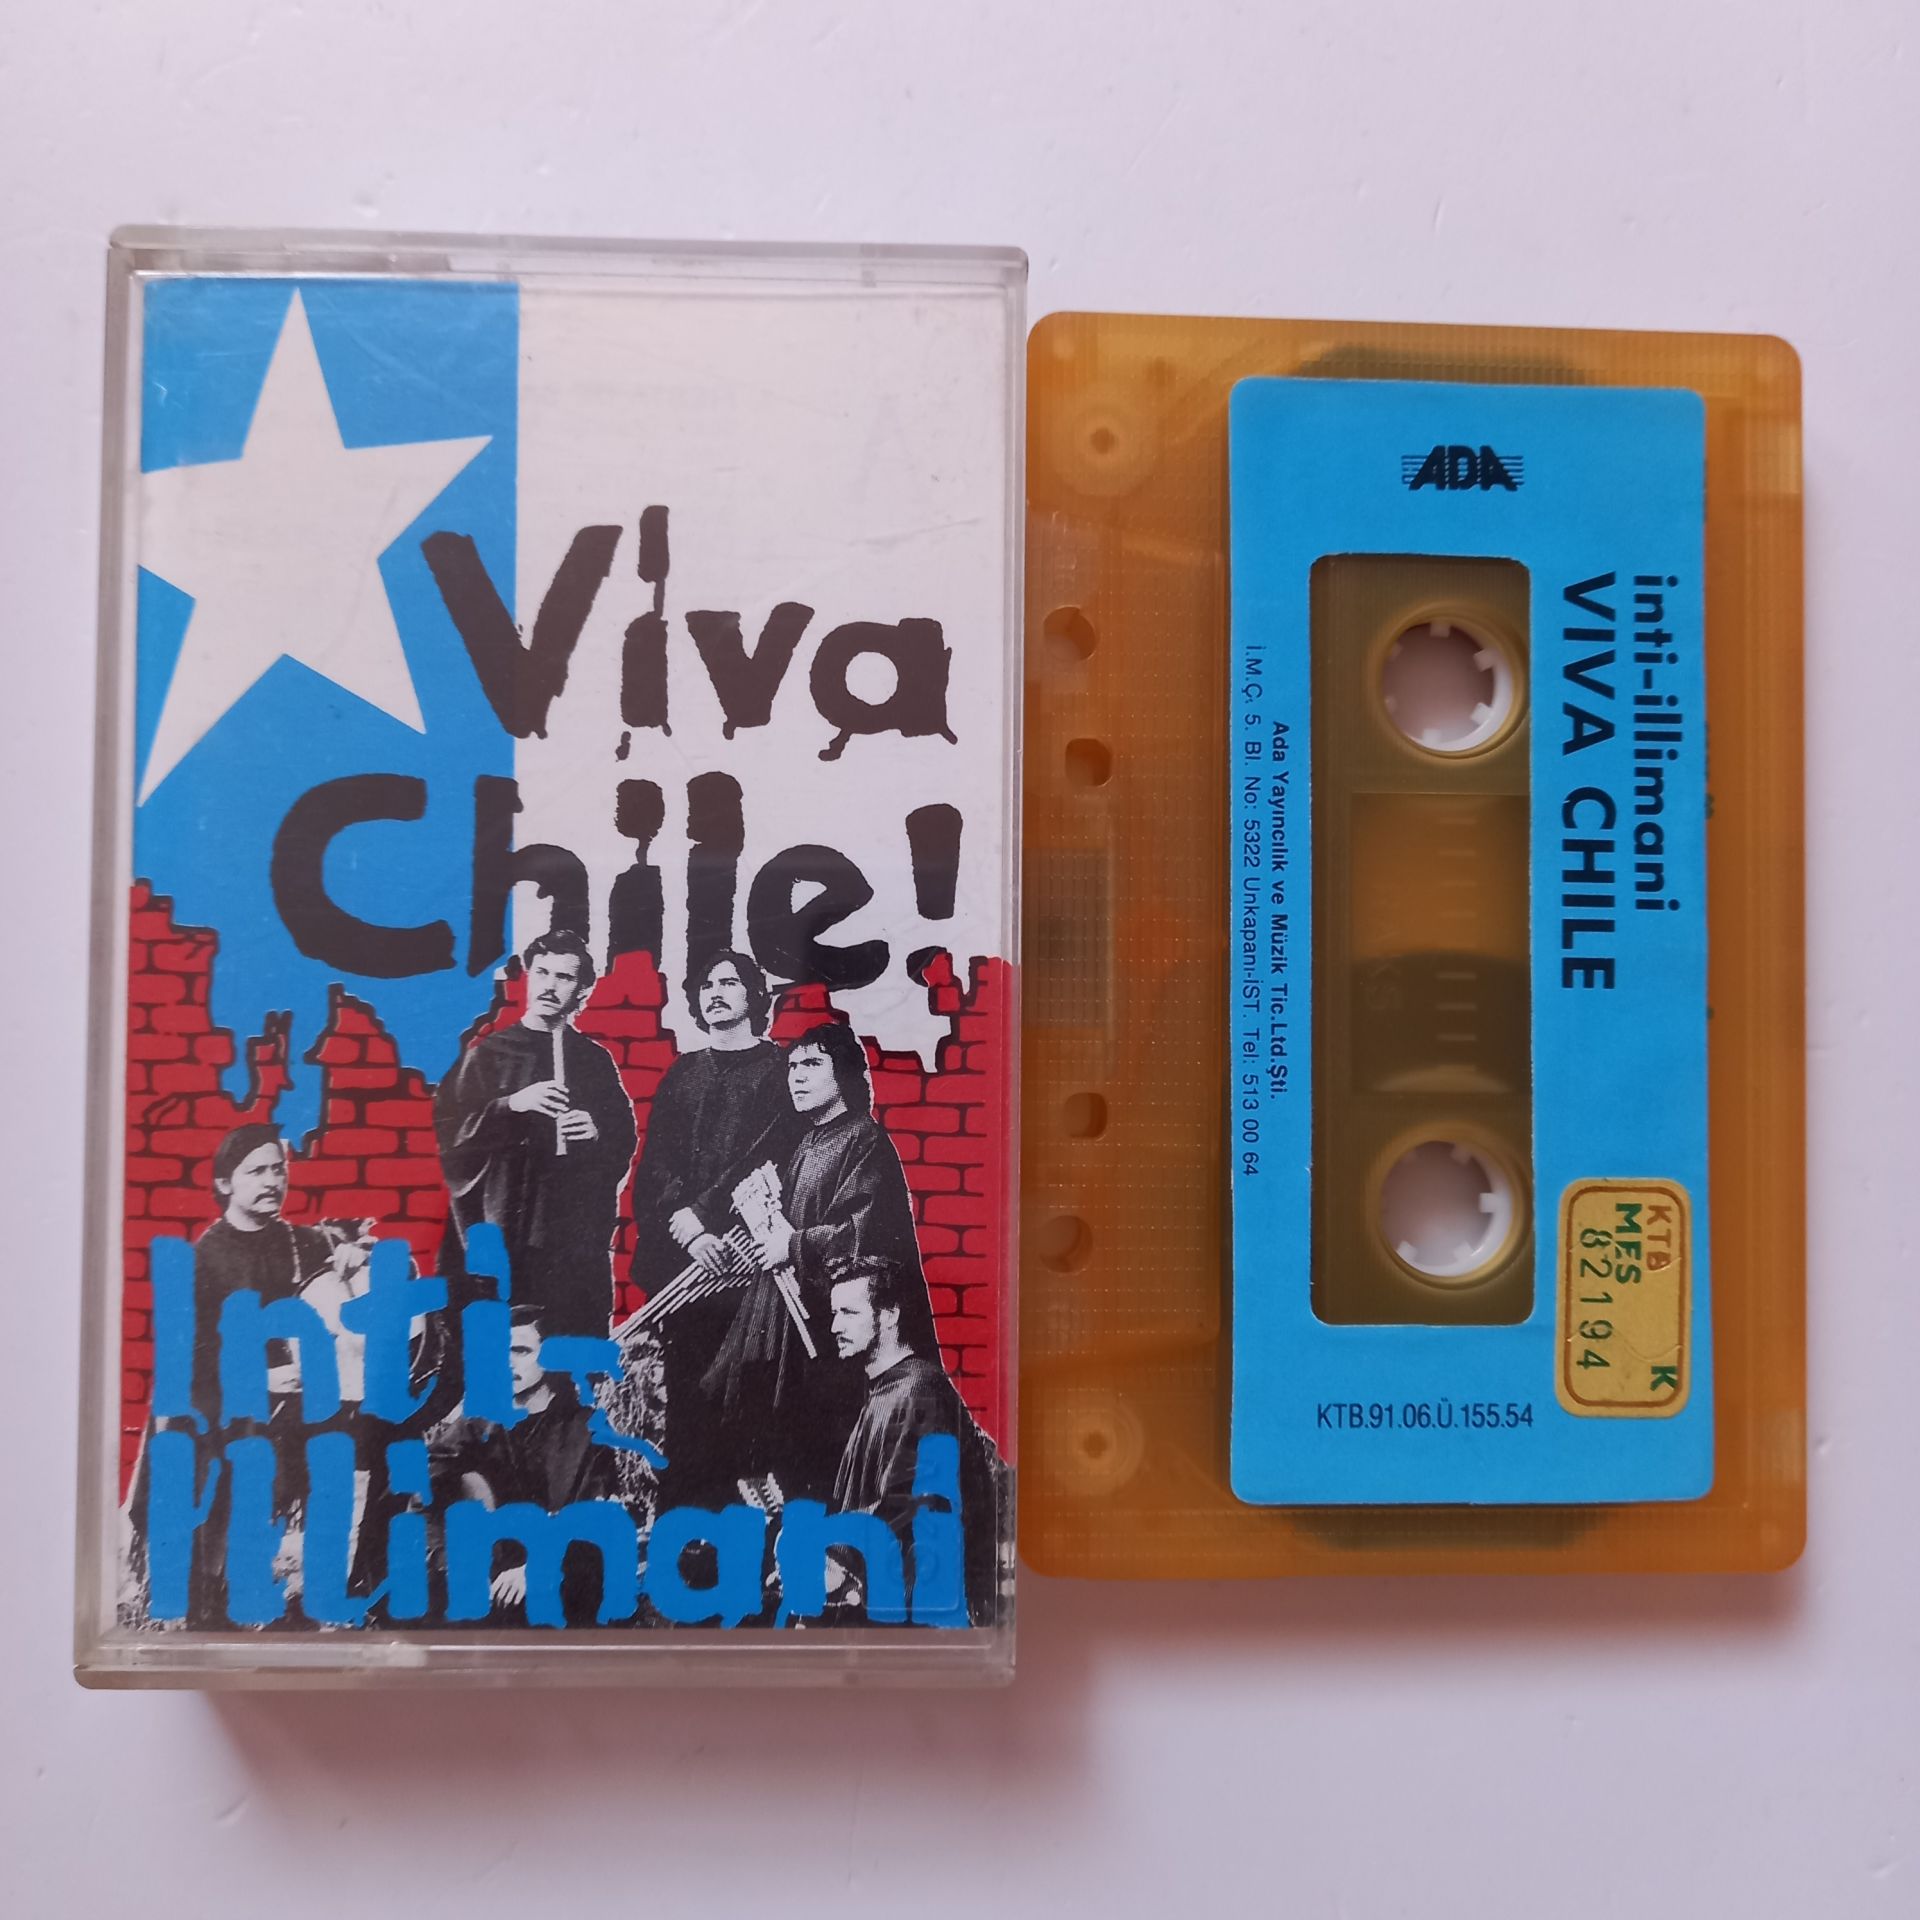 Viva
Chile!
Inti-
Illimani
ADA
inti-illimani
VIVA CHILE
Ada Yayıncılık ve Müzik Tic.Ltd.Şti.
İ.M.Ç. 5. Bl. No: 5322 Unkapanı-İST. Tel: 513 00 64
KTB
MES K
82194
KTB.91.06.Ü.155.54